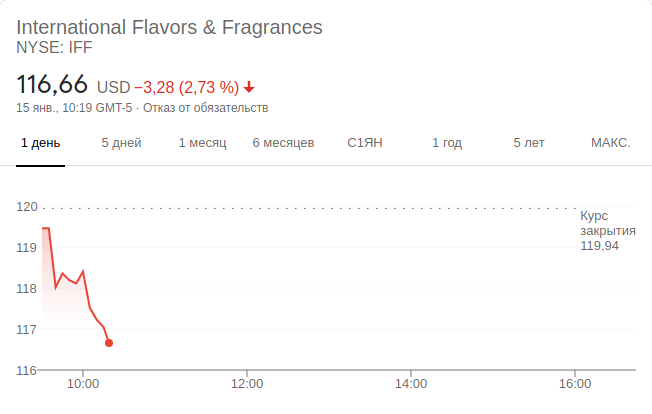 International Flavors & Fragrances
NYSE: IFF
116,66 USD −3,28 (2,73 %)
15 янв., 10:19 GMT-5 · Отказ от обязательств
1 день 5 дней 1 месяц 6 месяцев С1ЯН 1 год 5 лет МАКС.
120
Курс
закрытия
119,94
119
118
117
116
10:00 12:00 14:00 16:00